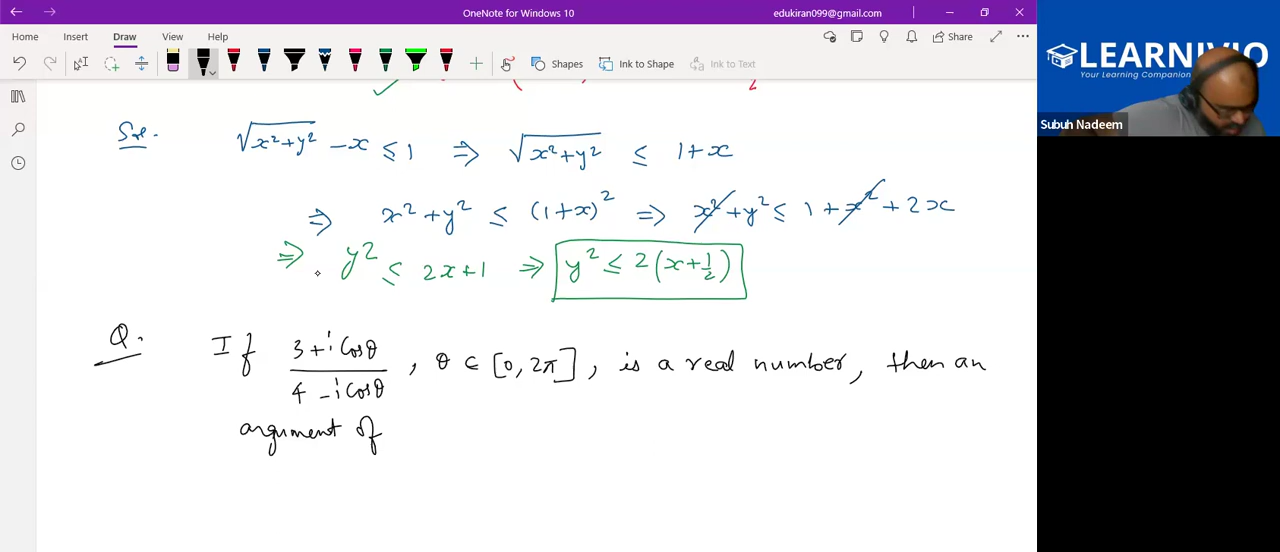 OneNote for Windows 10
edukiran099@gmail.com
Home Insert Draw View Help
Share
Shapes Ink to Shape Ink to Text
LEARNIVIO
Your Learning Companion
Subuh Nadeem
Sol. √(x²+y²) - x ≤ 1 ⇒ √(x²+y²) ≤ 1+x
⇒ x²+y² ≤ (1+x)² ⇒ x²+y² ≤ 1+x²+2x
⇒ y² ≤ 2x+1 ⇒ y² ≤ 2(x+1/2)
Q. If (3+i cosθ)/(4-i cosθ), θ ∈ [0, 2π], is a real number, then an
argument of